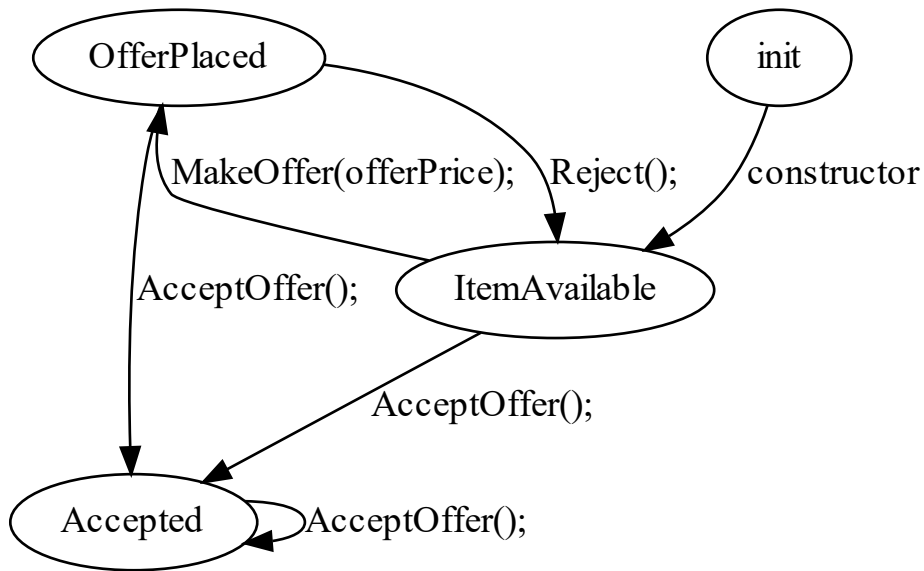 OfferPlaced
init
MakeOffer(offerPrice);
Reject();
constructor
AcceptOffer();
ItemAvailable
AcceptOffer();
Accepted
AcceptOffer();